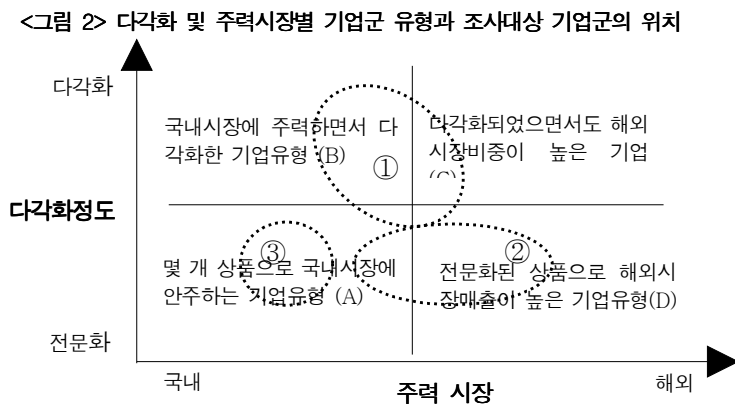 <그림 2> 다각화 및 주력시장별 기업군 유형과 조사대상 기업군의 위치
다각화
국내시장에 주력하면서 다
각화한 기업유형 (B)
①
다각화되었으면서도 해외
시장비중이 높은 기업
다각화정도
③
몇 개 상품으로 국내시장에
안주하는 기업유형 (A)
②
전문화된 상품으로 해외시
장매출이 높은 기업유형(D)
전문화
국내
주력 시장
해외